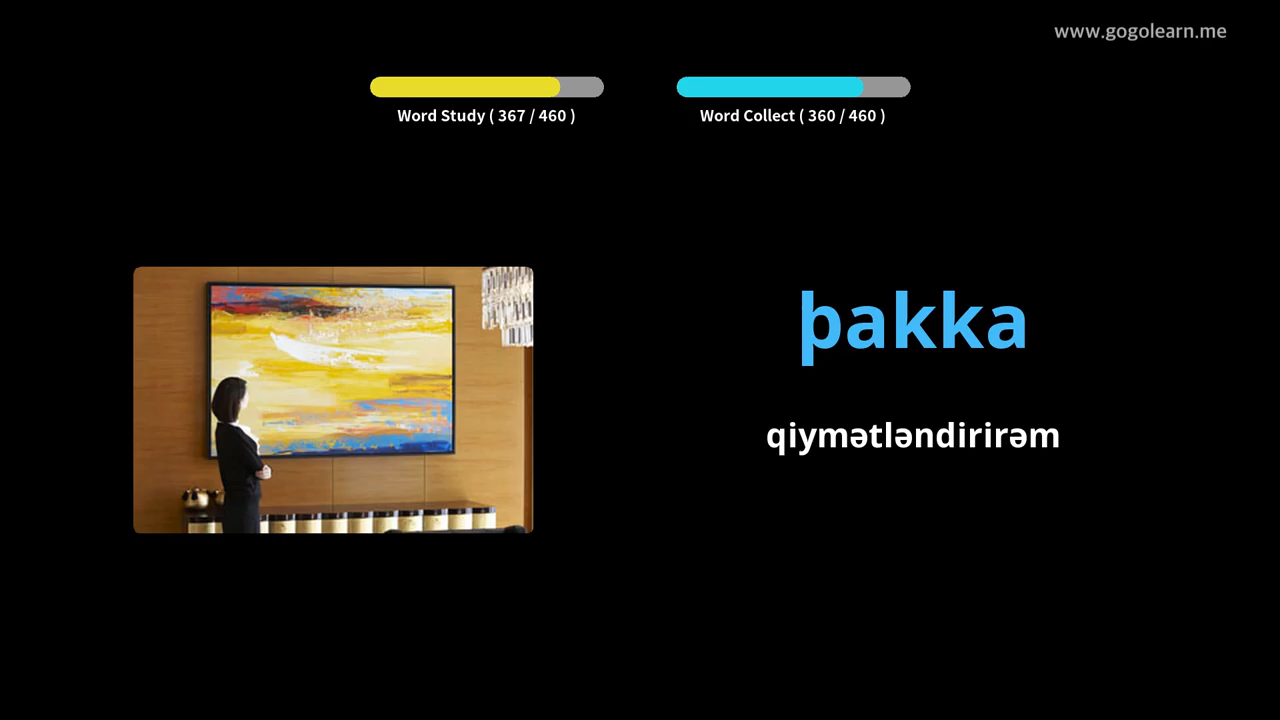 www.gogolearn.me
Word Study ( 367 / 460 )
Word Collect ( 360 / 460 )
þakka
qiymətləndirirəm